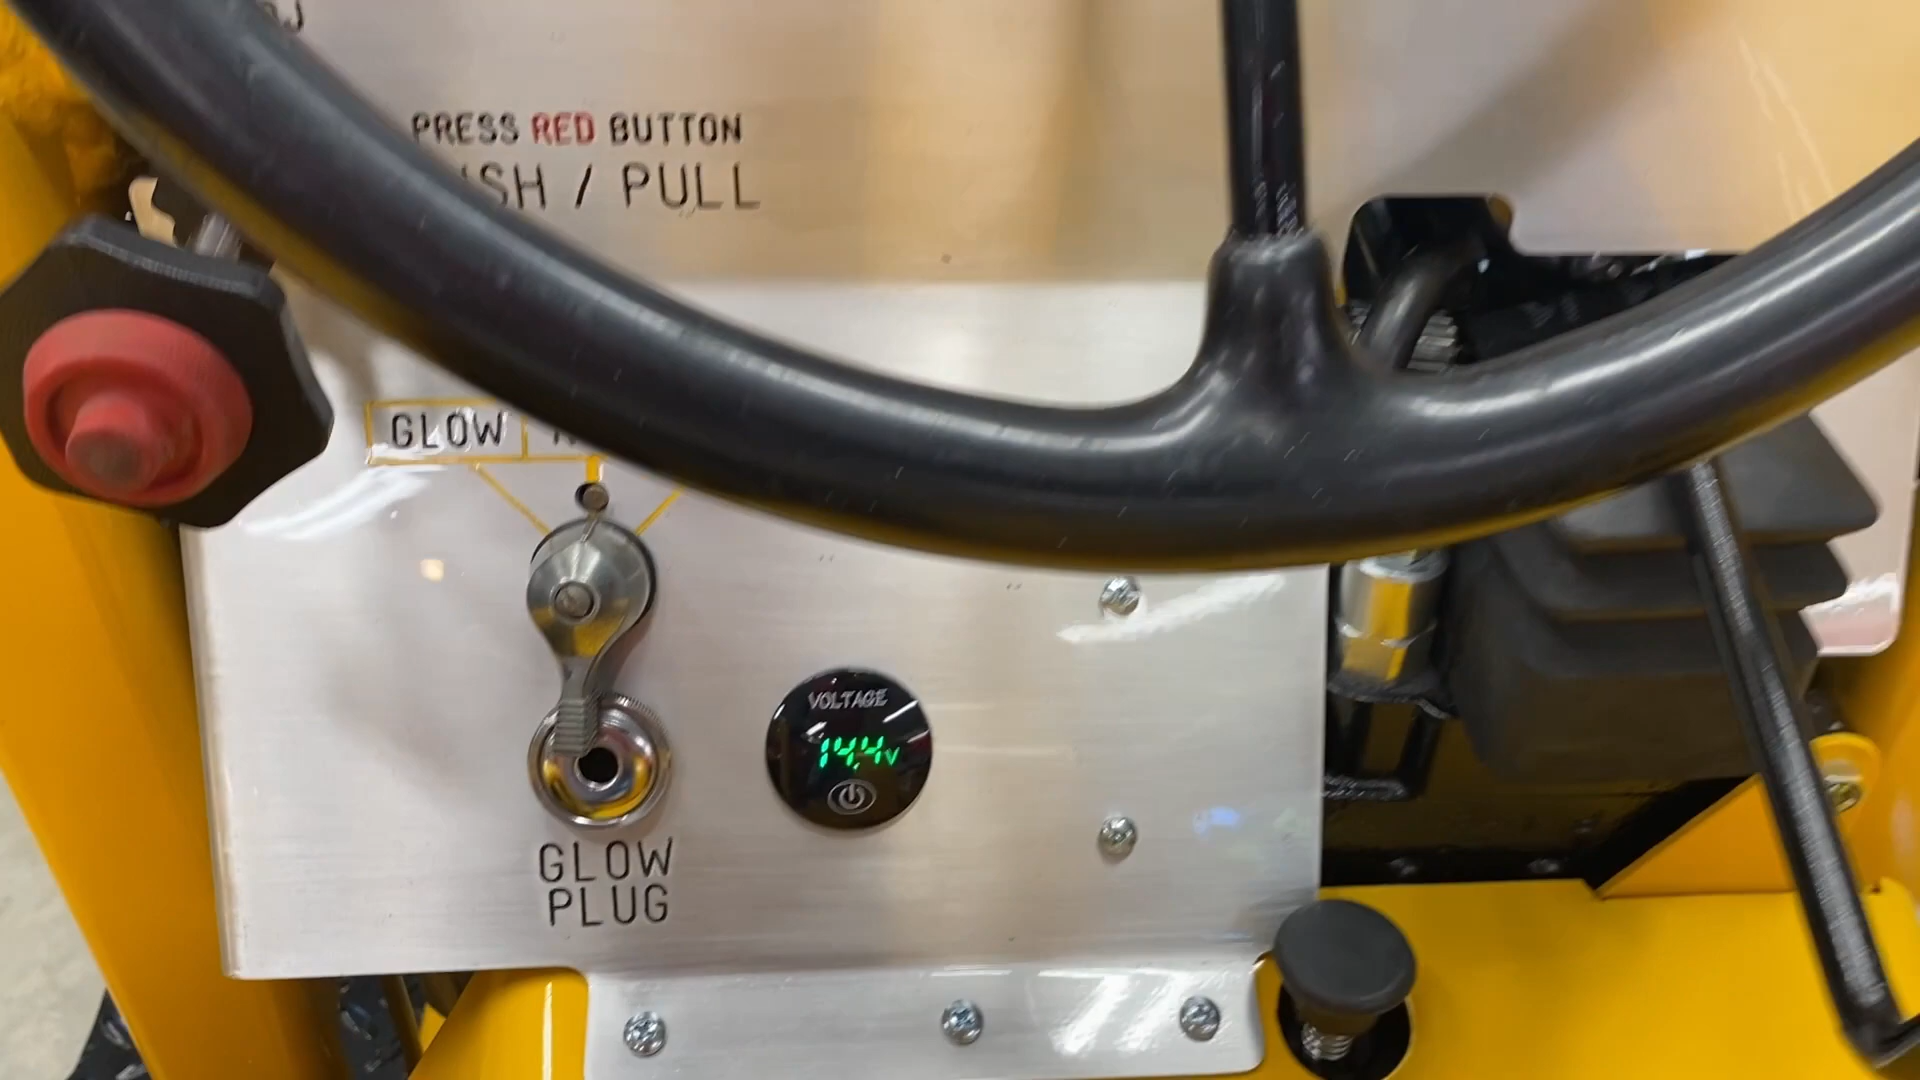 PRESS RED BUTTON
/ PULL
GLOW
VOLTAGE
14.4v
GLOW
PLUG